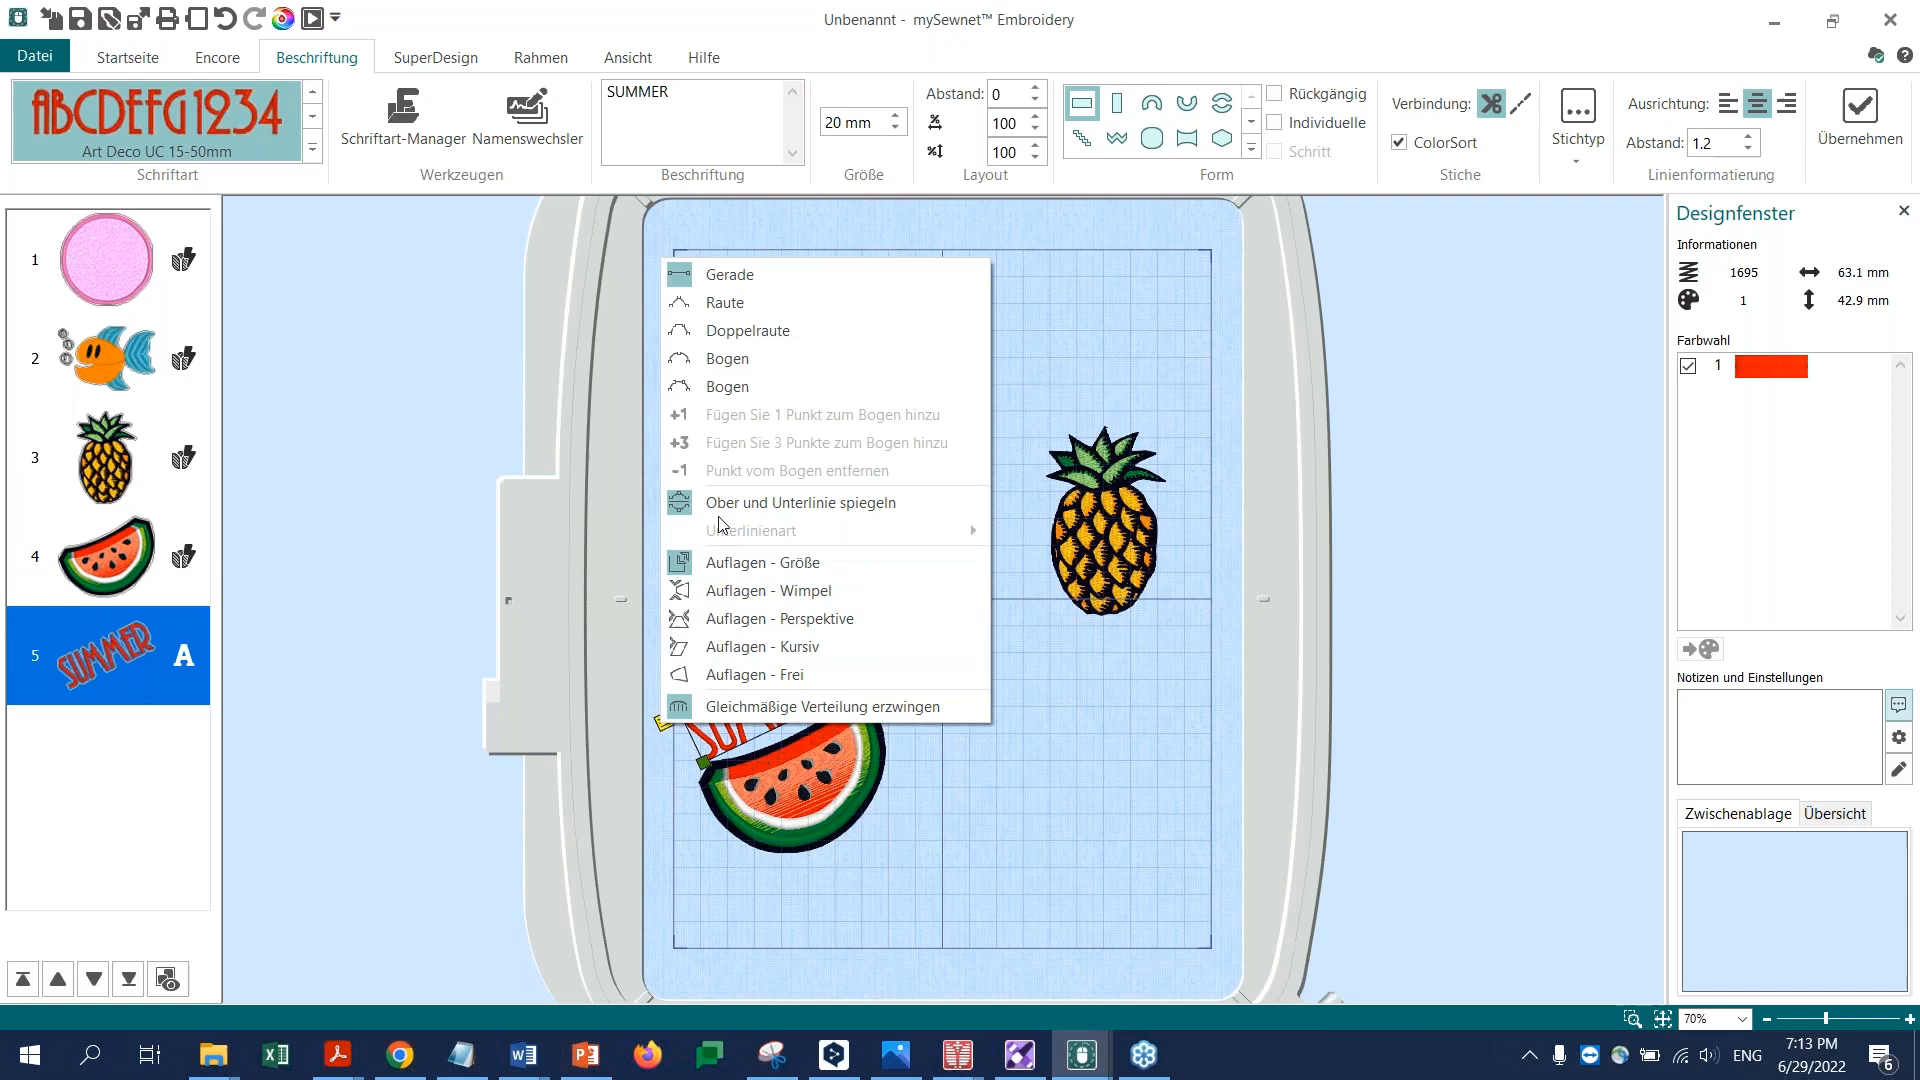 Unbenannt - mySewnet™ Embroidery
Datei Startseite Encore Beschriftung SuperDesign Rahmen Ansicht Hilfe
ABCDEFG1234
Art Deco UC 15-50mm
Schriftart
Schriftart-Manager Namenswechsler
Werkzeugen
SUMMER
Beschriftung
20 mm
Größe
Abstand: 0
% 100
% 100
Layout
Rückgängig
Individuelle
Schritt
Form
Verbindung:
ColorSort
Stiche
Stichtyp
Ausrichtung:
Abstand: 1.2
Linienformatierung
Übernehmen
1
2
3
4
5 SUMMER A
Gerade
Raute
Doppelraute
Bogen
Bogen
+1 Fügen Sie 1 Punkt zum Bogen hinzu
+3 Fügen Sie 3 Punkte zum Bogen hinzu
-1 Punkt vom Bogen entfernen
Ober und Unterlinie spiegeln
Unterlinienart
Auflagen - Größe
Auflagen - Wimpel
Auflagen - Perspektive
Auflagen - Kursiv
Auflagen - Frei
Gleichmäßige Verteilung erzwingen
Designfenster
Informationen
1695 63.1 mm
1 42.9 mm
Farbwahl
1
Notizen und Einstellungen
Zwischenablage Übersicht
70%
ENG
7:13 PM
6/29/2022
6